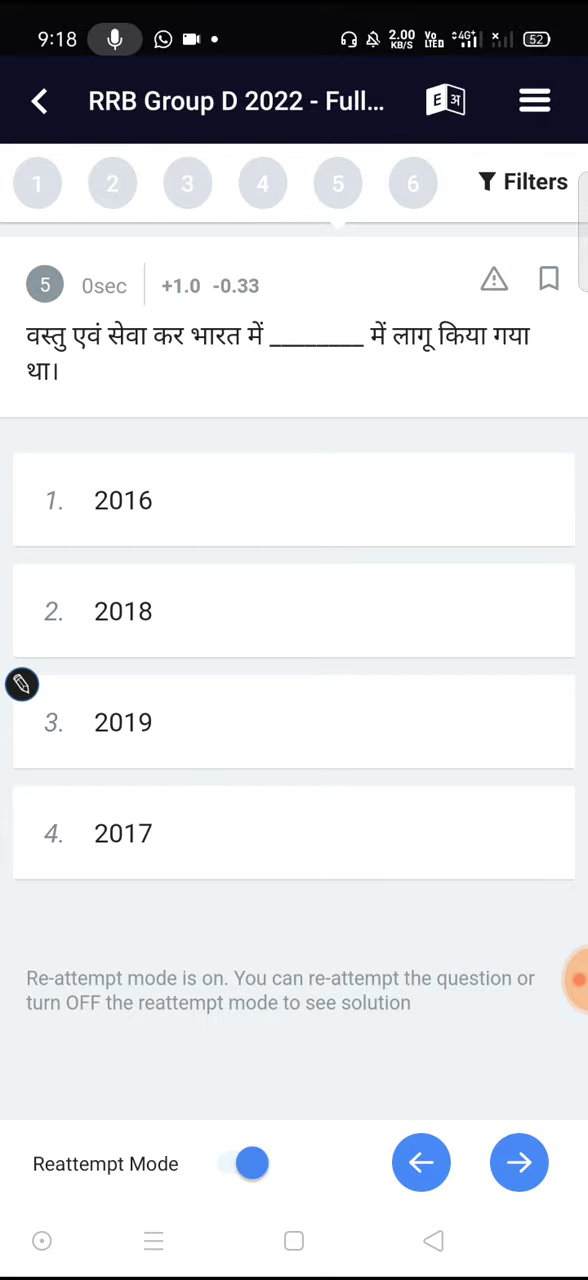 9:18 2.00 KB/S Vo LTED 4G+ x 52
RRB Group D 2022 - Full... E अ
1 2 3 4 5 6 Filters
5 0sec +1.0 -0.33
वस्तु एवं सेवा कर भारत में ________ में लागू किया गया
था।
1. 2016
2. 2018
3. 2019
4. 2017
Re-attempt mode is on. You can re-attempt the question or
turn OFF the reattempt mode to see solution
Reattempt Mode